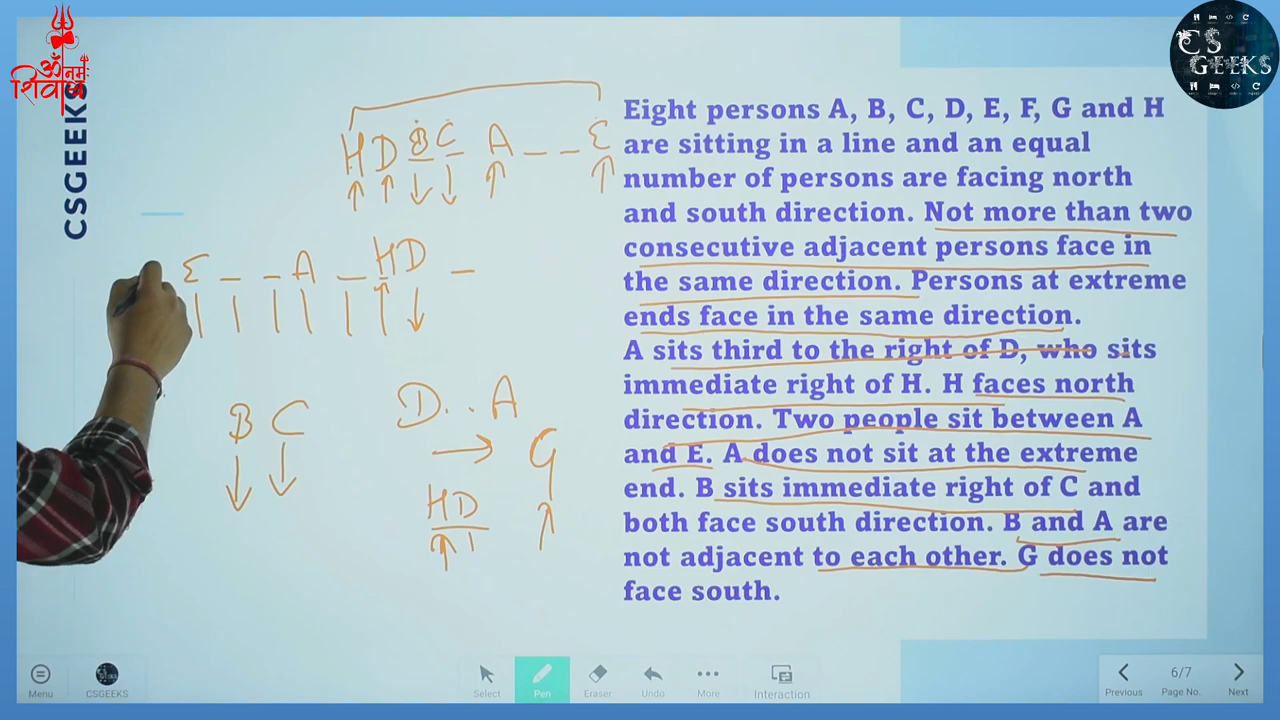 ॐ नमः
शिवाय
CS
GEEKS
CSGEEKS
H D B C A _ _ E
E _ _ A _ H D _
B C
D . . A
G
H D
Eight persons A, B, C, D, E, F, G and H
are sitting in a line and an equal
number of persons are facing north
and south direction. Not more than two
consecutive adjacent persons face in
the same direction. Persons at extreme
ends face in the same direction.
A sits third to the right of D, who sits
immediate right of H. H faces north
direction. Two people sit between A
and E. A does not sit at the extreme
end. B sits immediate right of C and
both face south direction. B and A are
not adjacent to each other. G does not
face south.
Menu
CSGEEKS
Select
Pen
Eraser
Undo
More
Interaction
Previous
6/7
Page No.
Next